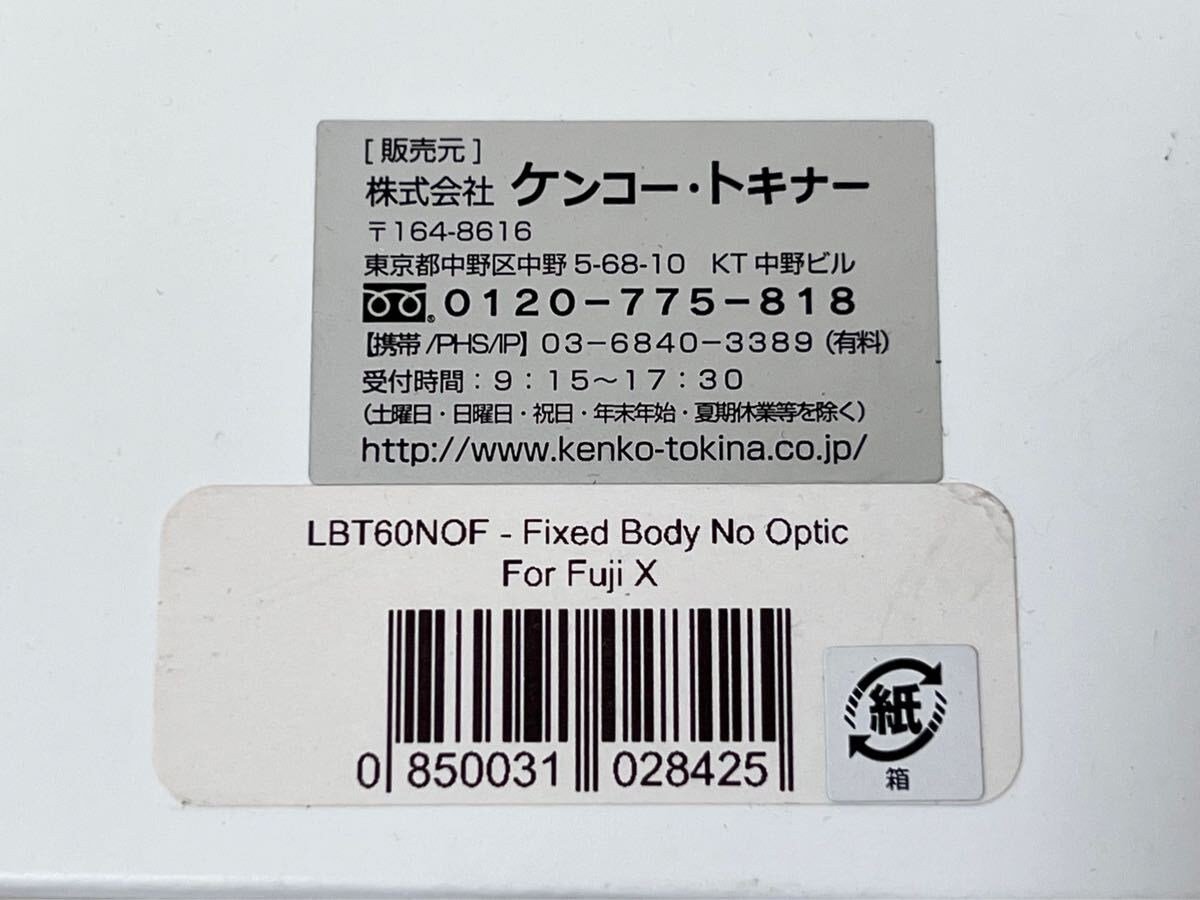 [ 販売元 ]
株式会社 ケンコー・トキナー
〒164-8616
東京都中野区中野 5-68-10 KT 中野ビル
0120-775-818
【携帯/PHS/IP】03-6840-3389 (有料)
受付時間：9：15～17：30
(土曜日・日曜日・祝日・年末年始・夏期休業等を除く)
http://www.kenko-tokina.co.jp/
LBT60NOF - Fixed Body No Optic
For Fuji X
0 850031 028425
紙
箱